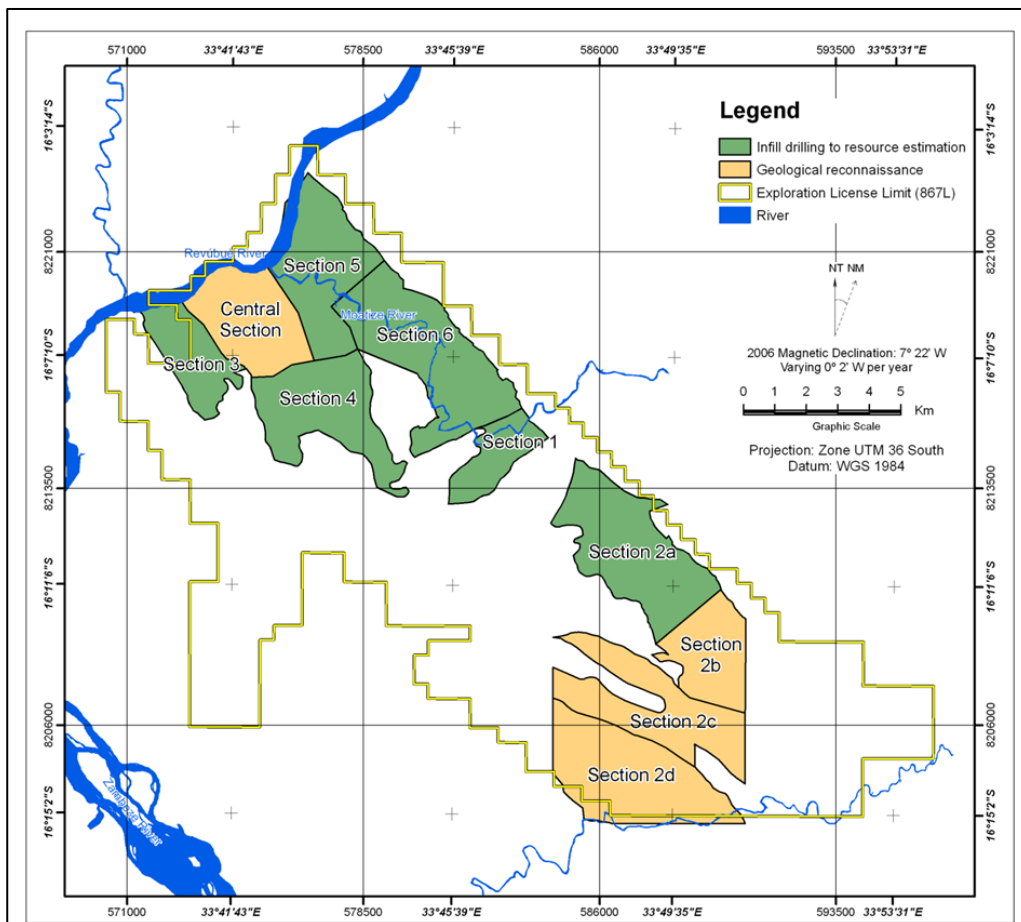 571000 33°41'43"E 578500 33°45'39"E 586000 33°49'35"E 593500 33°53'31"E
16°3'14"S
16°3'14"S
Legend
Infill drilling to resource estimation
Geological reconnaissance
Exploration License Limit (867L)
River
8221000
8221000
Revúbue River
Section 5
NT NM
Central
Section
Moatize River
Section 6
16°7'10"S
16°7'10"S
2006 Magnetic Declination: 7º 22' W
Varying 0º 2' W per year
Section 3
Section 4
0 1 2 3 4 5
Km
Graphic Scale
Section 1
Projection: Zone UTM 36 South
Datum: WGS 1984
8213500
8213500
Section 2a
16°11'6"S
16°11'6"S
Section
2b
8206000
8206000
Section 2c
Section 2d
16°15'2"S
16°15'2"S
Zambeze River
571000 33°41'43"E 578500 33°45'39"E 586000 33°49'35"E 593500 33°53'31"E